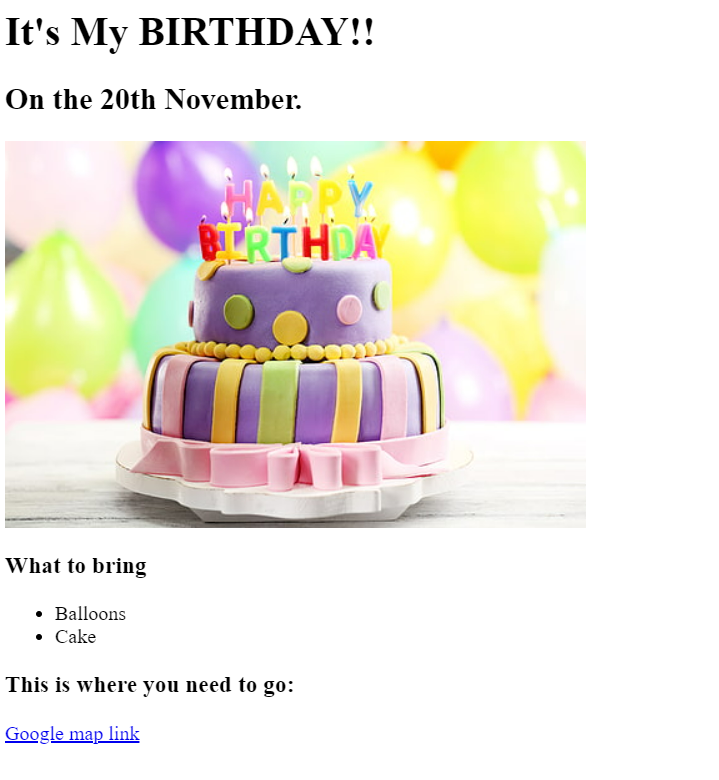 It's My BIRTHDAY!!
On the 20th November.
HAPPY
BIRTHDAY
What to bring
Balloons
Cake
This is where you need to go:
Google map link